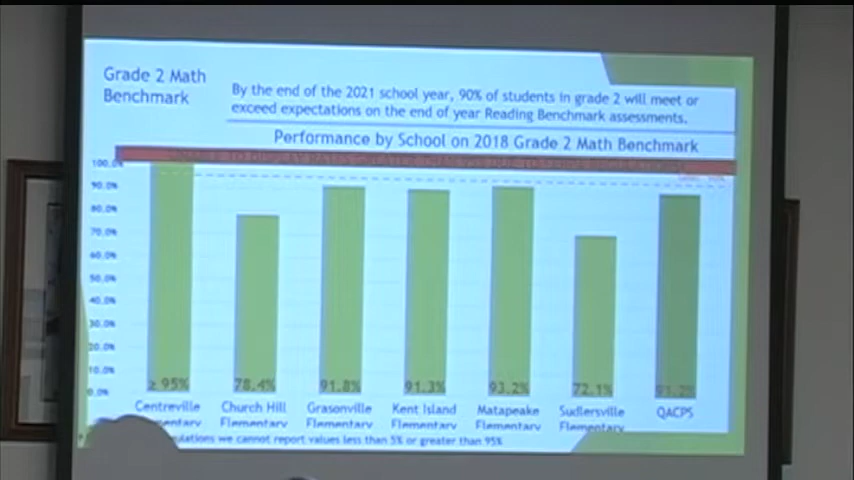 Grade 2 Math
Benchmark
By the end of the 2021 school year, 90% of students in grade 2 will meet or
exceed expectations on the end of year Reading Benchmark assessments.
Performance by School on 2018 Grade 2 Math Benchmark
100.0%
90.0%
80.0%
70.0%
60.0%
50.0%
40.0%
30.0%
20.0%
10.0%
0.0%
≥ 95% 78.4% 91.8% 91.3% 93.2% 72.1%
Centreville Church Hill Grasonville Kent Island Matapeake Sudlersville QACPS
Elementary Elementary Elementary Elementary Elementary
we cannot report values less than 5% or greater than 95%